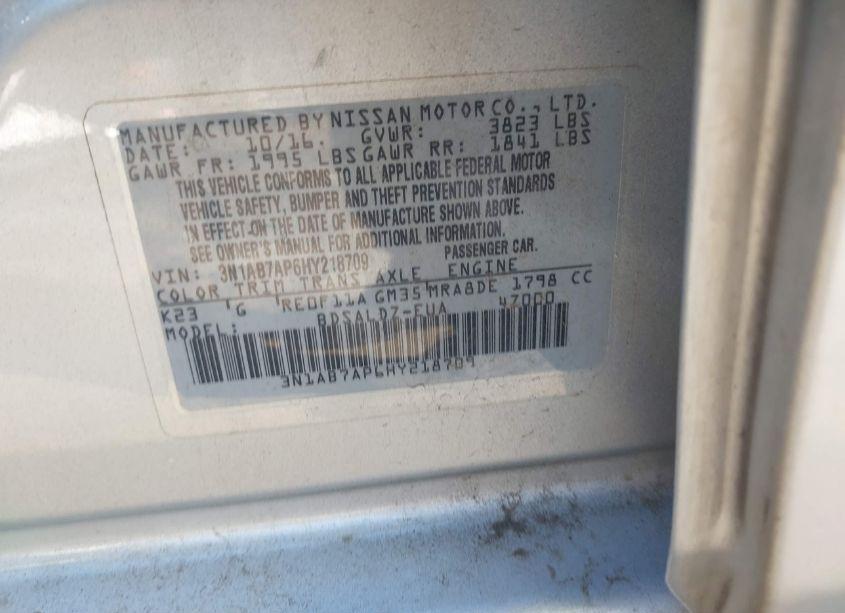 MANUFACTURED BY NISSAN MOTOR CO., LTD.
DATE: 10/16 GVWR: 3823 LBS
GAWR FR: 1995 LBS GAWR RR: 1841 LBS
THIS VEHICLE CONFORMS TO ALL APPLICABLE FEDERAL MOTOR
VEHICLE SAFETY, BUMPER AND THEFT PREVENTION STANDARDS
IN EFFECT ON THE DATE OF MANUFACTURE SHOWN ABOVE.
SEE OWNER'S MANUAL FOR ADDITIONAL INFORMATION.
VIN: 3N1AB7AP6HY218709 PASSENGER CAR.
COLOR TRIM TRANS AXLE ENGINE
K23 G RE0F11A GM35 MRA8DE 1798 CC
MODEL: BDSALDZ-EUA 47000
3N1AB7AP6HY218709